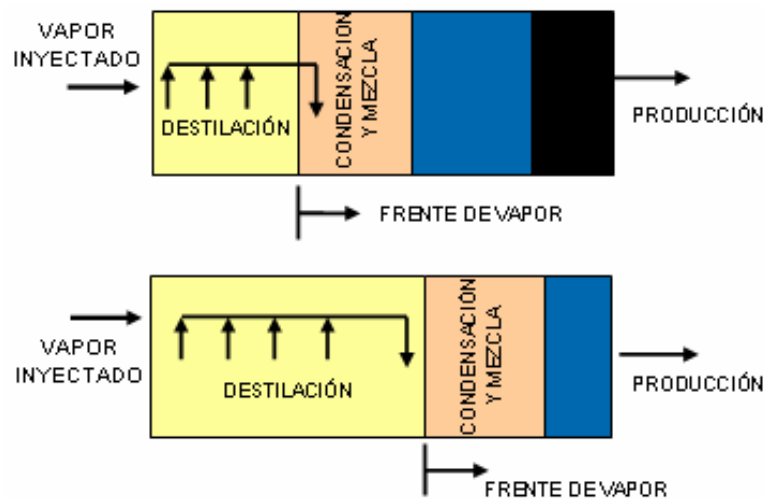 VAPOR
INYECTADO
DESTILACIÓN
CONDENSACIÓN
Y MEZCLA
PRODUCCIÓN
FRENTE DE VAPOR
VAPOR
INYECTADO
DESTILACIÓN
CONDENSACIÓN
Y MEZCLA
PRODUCCIÓN
FRENTE DE VAPOR